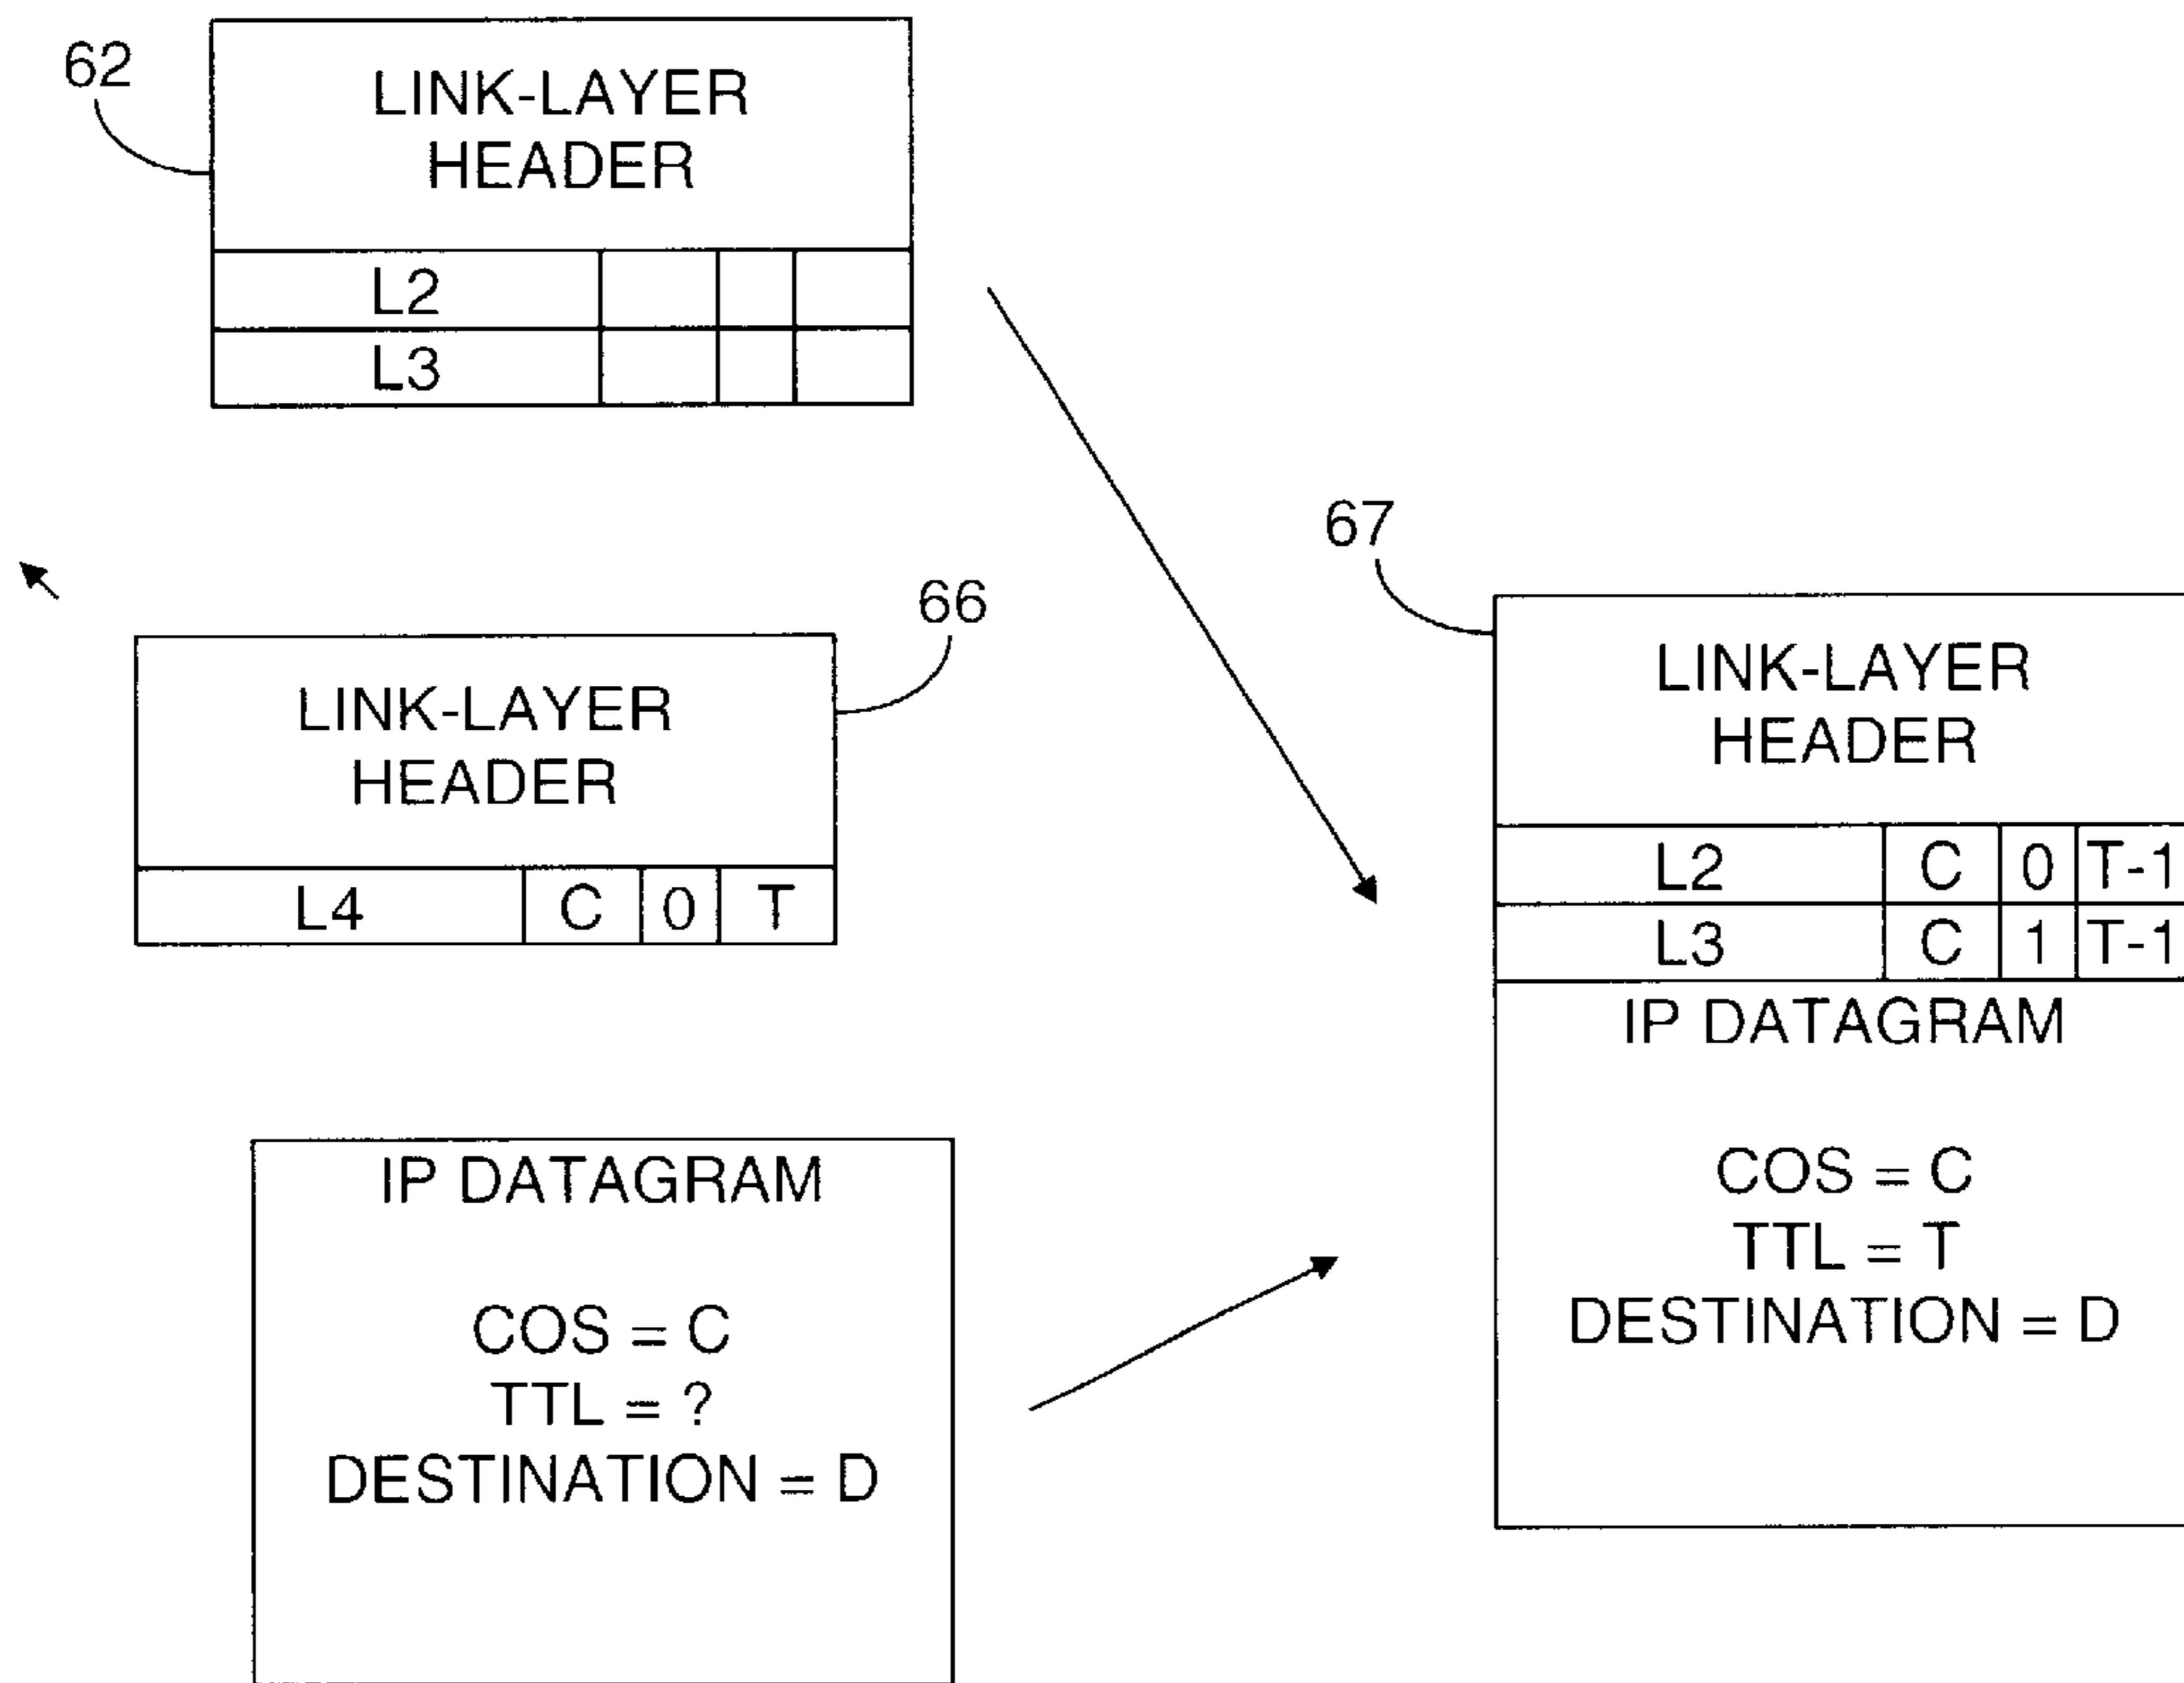 62
LINK-LAYER
HEADER
L2
L3
66
LINK-LAYER
HEADER
L4 C 0 T
IP DATAGRAM
COS = C
TTL = ?
DESTINATION = D
67
LINK-LAYER
HEADER
L2 C 0 T-1
L3 C 1 T-1
IP DATAGRAM
COS = C
TTL = T
DESTINATION = D